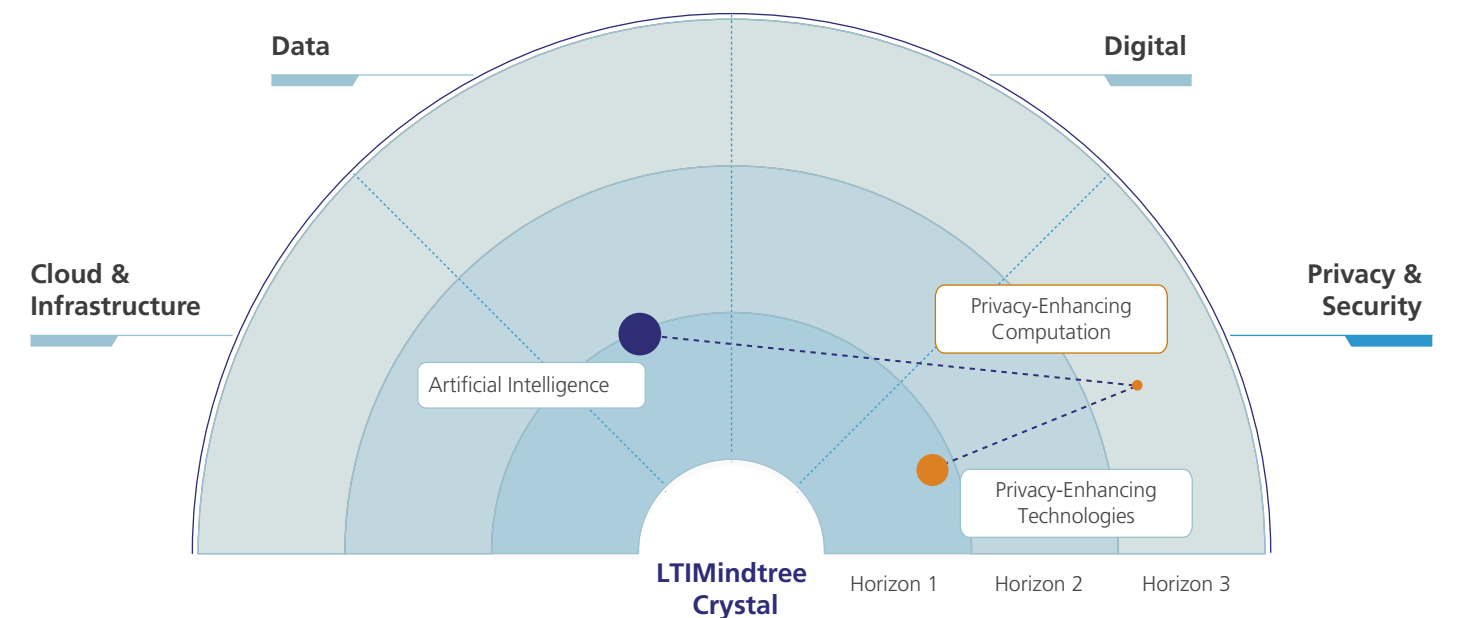 Data
Digital
Cloud &
Infrastructure
Privacy &
Security
Privacy-Enhancing
Computation
Artificial Intelligence
Privacy-Enhancing
Technologies
LTIMindtree
Crystal
Horizon 1
Horizon 2
Horizon 3